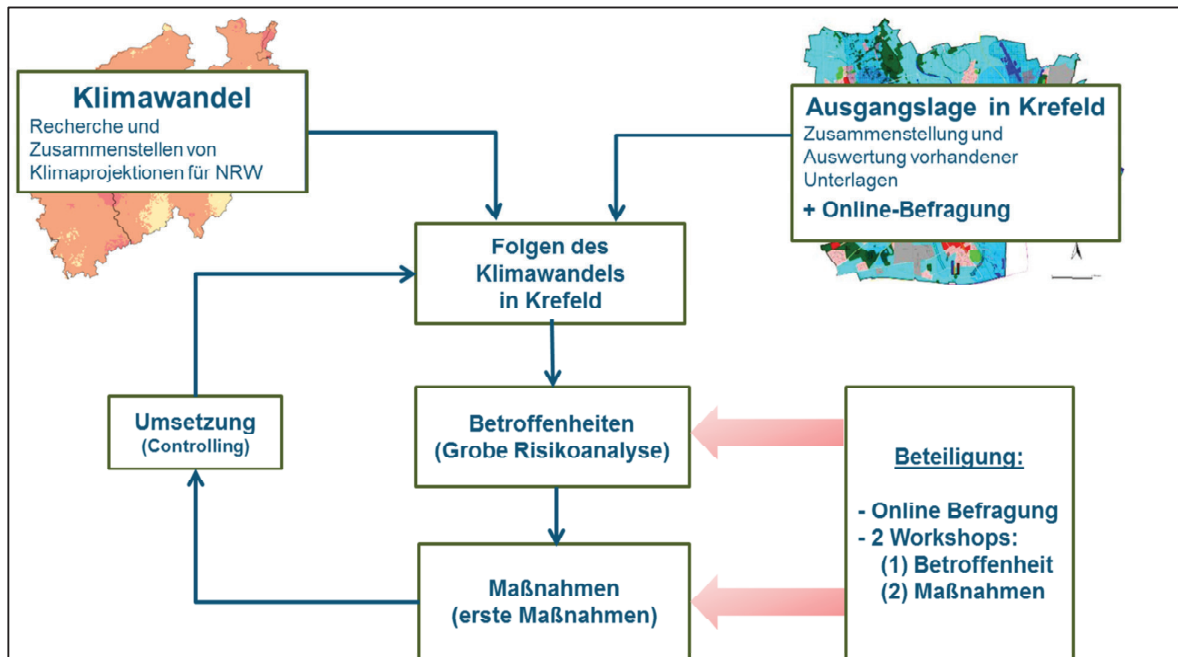 Klimawandel
Recherche und
Zusammenstellen von
Klimaprojektionen für NRW
Ausgangslage in Krefeld
Zusammenstellung und
Auswertung vorhandener
Unterlagen
+ Online-Befragung
Folgen des
Klimawandels
in Krefeld
Umsetzung
(Controlling)
Betroffenheiten
(Grobe Risikoanalyse)
Maßnahmen
(erste Maßnahmen)
Beteiligung:
- Online Befragung
- 2 Workshops:
(1) Betroffenheit
(2) Maßnahmen